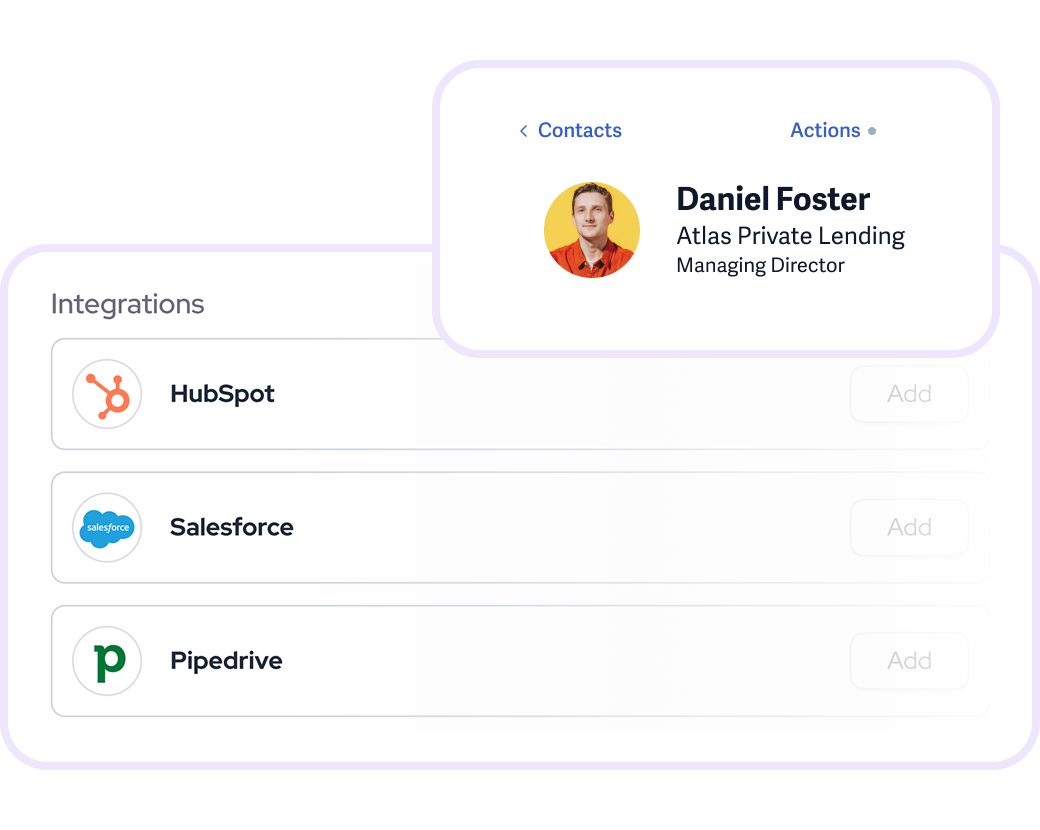 Contacts
Actions
Daniel Foster
Atlas Private Lending
Managing Director
Integrations
HubSpot
Add
salesforce
Salesforce
Add
Pipedrive
Add